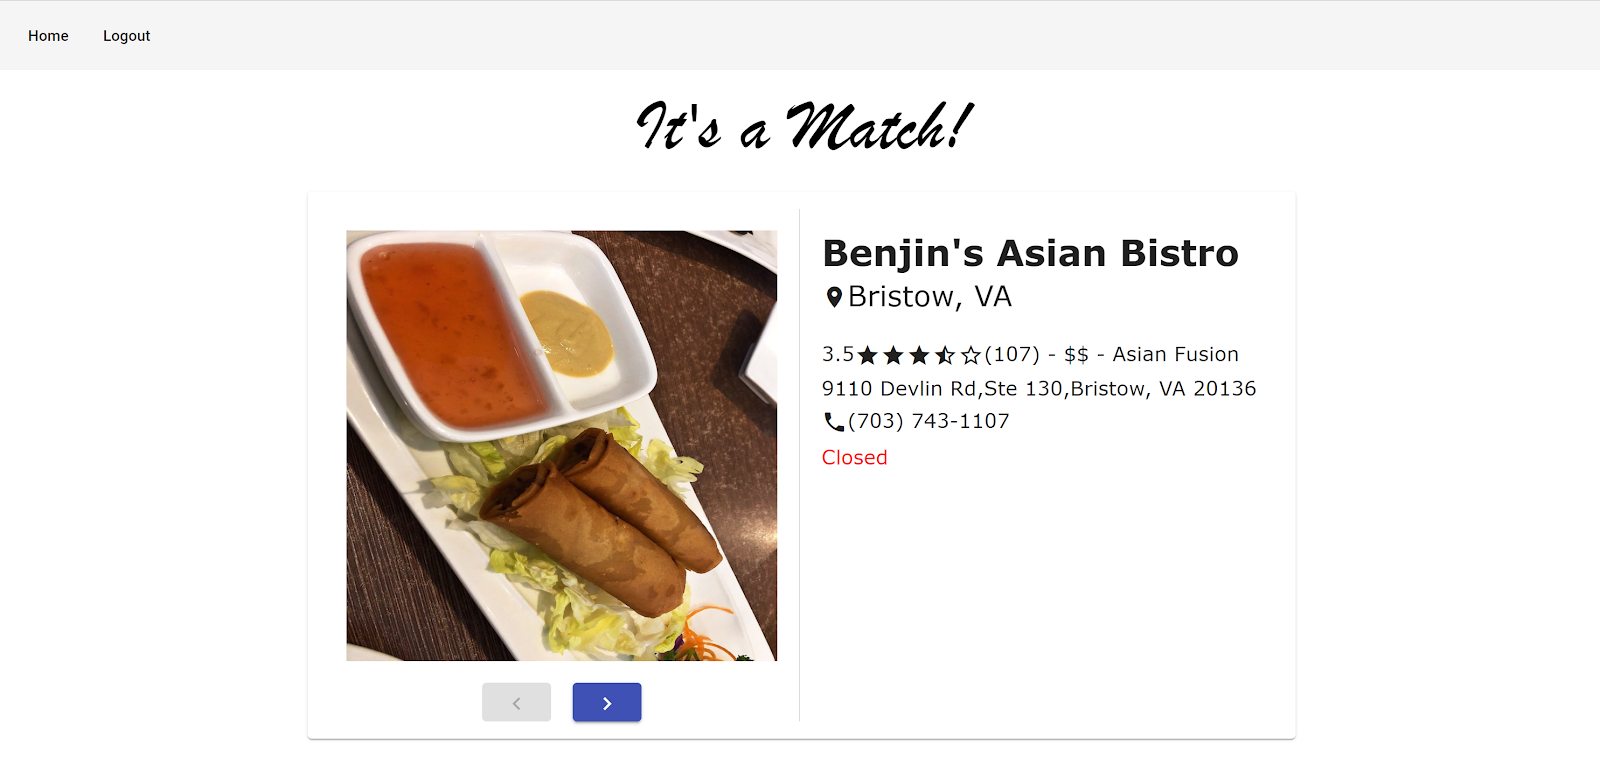 Home Logout
It's a Match!
Benjin's Asian Bistro
Bristow, VA
3.5★★★⯪☆(107) - $$ - Asian Fusion
9110 Devlin Rd,Ste 130,Bristow, VA 20136
(703) 743-1107
Closed